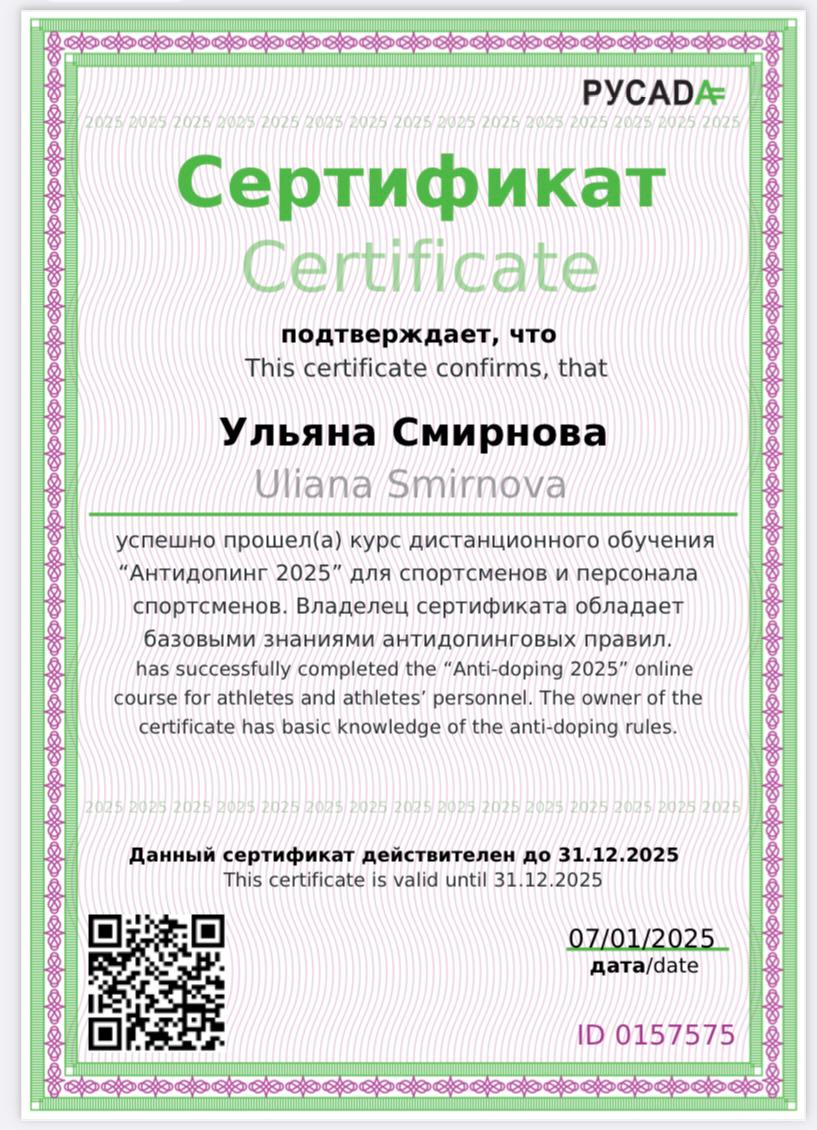 РУСАDA
2025 2025 2025 2025 2025 2025 2025 2025 2025 2025 2025 2025 2025 2025 2025
Сертификат
Certificate
подтверждает, что
This certificate confirms, that
Ульяна Смирнова
Uliana Smirnova
успешно прошел(а) курс дистанционного обучения
“Антидопинг 2025” для спортсменов и персонала
спортсменов. Владелец сертификата обладает
базовыми знаниями антидопинговых правил.
has successfully completed the “Anti-doping 2025” online
course for athletes and athletes’ personnel. The owner of the
certificate has basic knowledge of the anti-doping rules.
2025 2025 2025 2025 2025 2025 2025 2025 2025 2025 2025 2025 2025 2025 2025
Данный сертификат действителен до 31.12.2025
This certificate is valid until 31.12.2025
07/01/2025
дата/date
ID 0157575